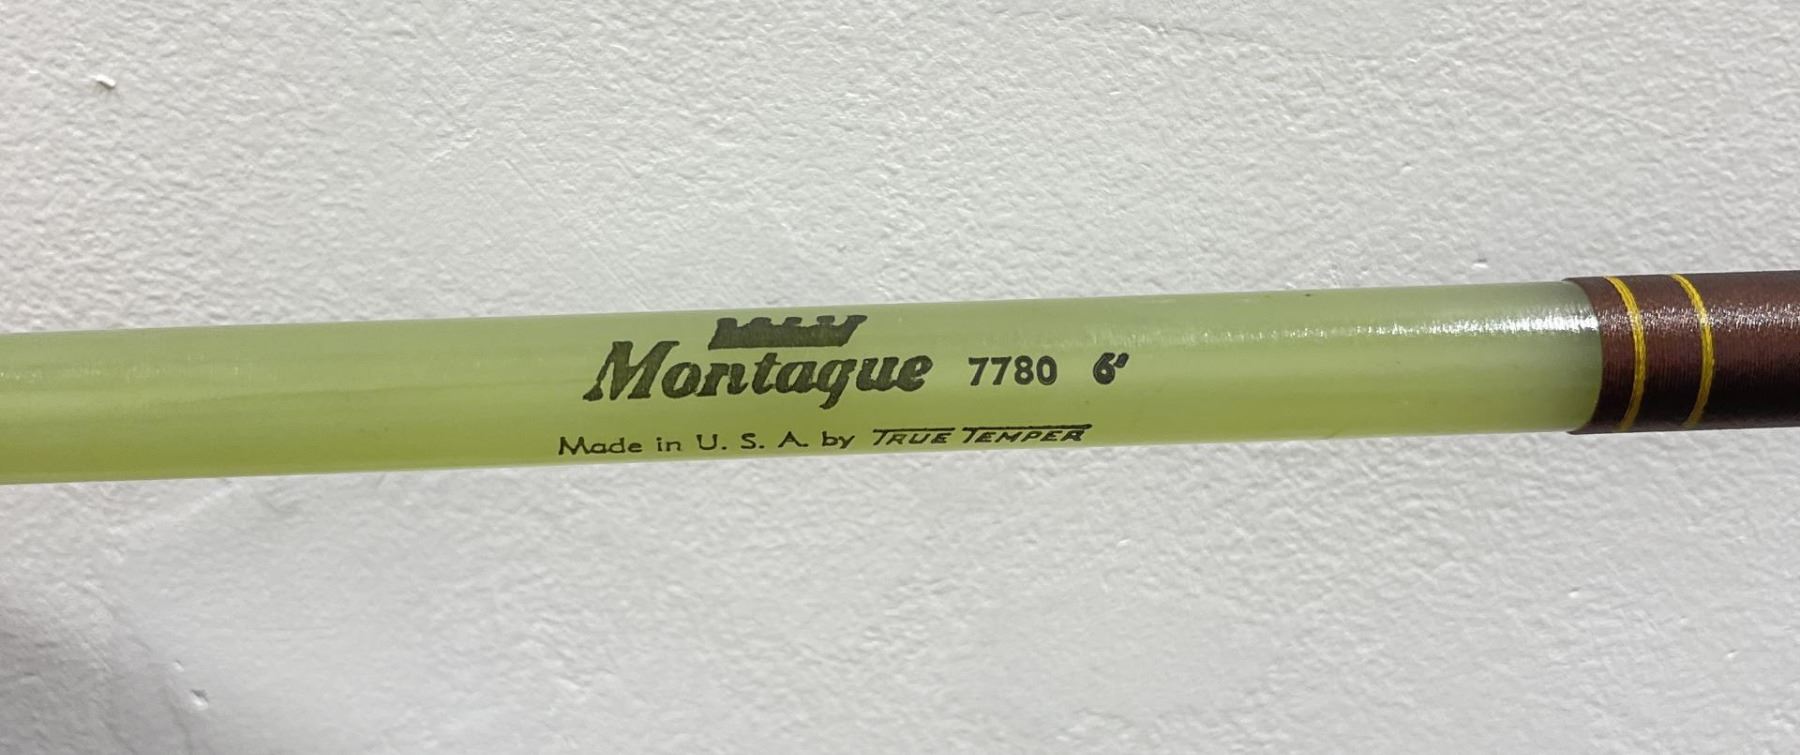 Montague 7780 6'
Made in U. S. A. by TRUE TEMPER